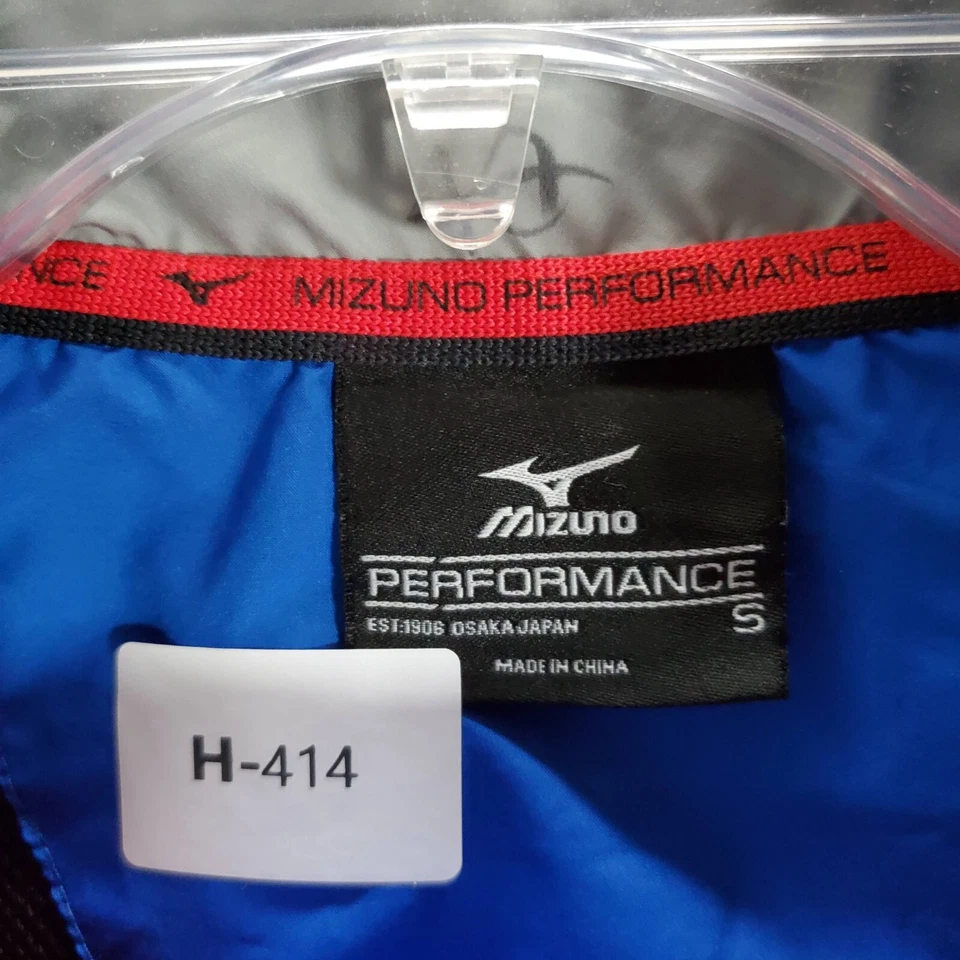 NCE MIZUNO PERFORMANCE
MIZUNO
PERFORMANCE
S
EST.1906 OSAKA JAPAN
MADE IN CHINA
H-414